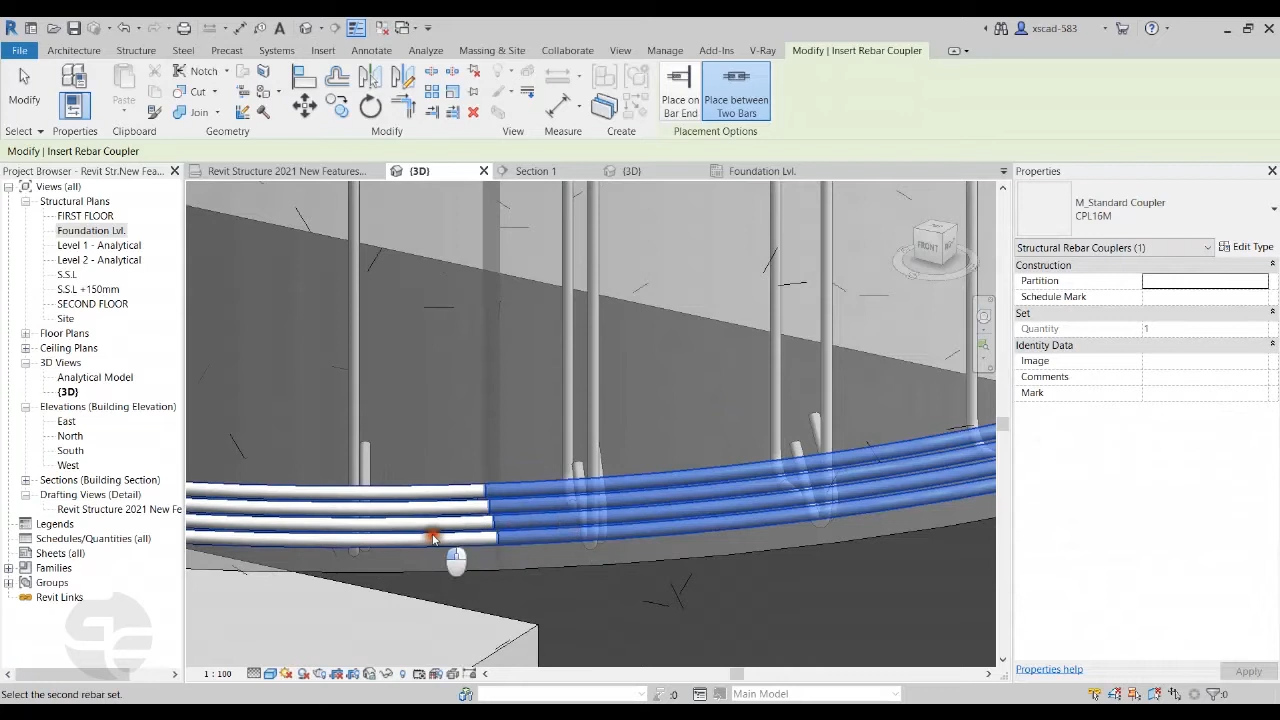 xscad-583
File
Architecture
Structure
Steel
Precast
Systems
Insert
Annotate
Analyze
Massing & Site
Collaborate
View
Manage
Add-Ins
V-Ray
Modify | Insert Rebar Coupler
Modify
Paste
Notch
Cut
Join
Place on Bar End
Place between Two Bars
Select
Properties
Clipboard
Geometry
Modify
View
Measure
Create
Placement Options
Modify | Insert Rebar Coupler
Project Browser - Revit Str.New Fea...
Revit Structure 2021 New Features...
{3D}
Section 1
{3D}
Foundation Lvl.
Properties
Views (all)
Structural Plans
FIRST FLOOR
Foundation Lvl.
Level 1 - Analytical
Level 2 - Analytical
S.S.L
S.S.L +150mm
SECOND FLOOR
Site
Floor Plans
Ceiling Plans
3D Views
Analytical Model
{3D}
Elevations (Building Elevation)
East
North
South
West
Sections (Building Section)
Drafting Views (Detail)
Revit Structure 2021 New Fe
Legends
Schedules/Quantities (all)
Sheets (all)
Families
Groups
Revit Links
FRONT
M_Standard Coupler
CPL16M
Structural Rebar Couplers (1)
Edit Type
Construction
Partition
Schedule Mark
Set
Quantity 1
Identity Data
Image
Comments
Mark
Properties help
Apply
1 : 100
Select the second rebar set.
:0
Main Model
:0